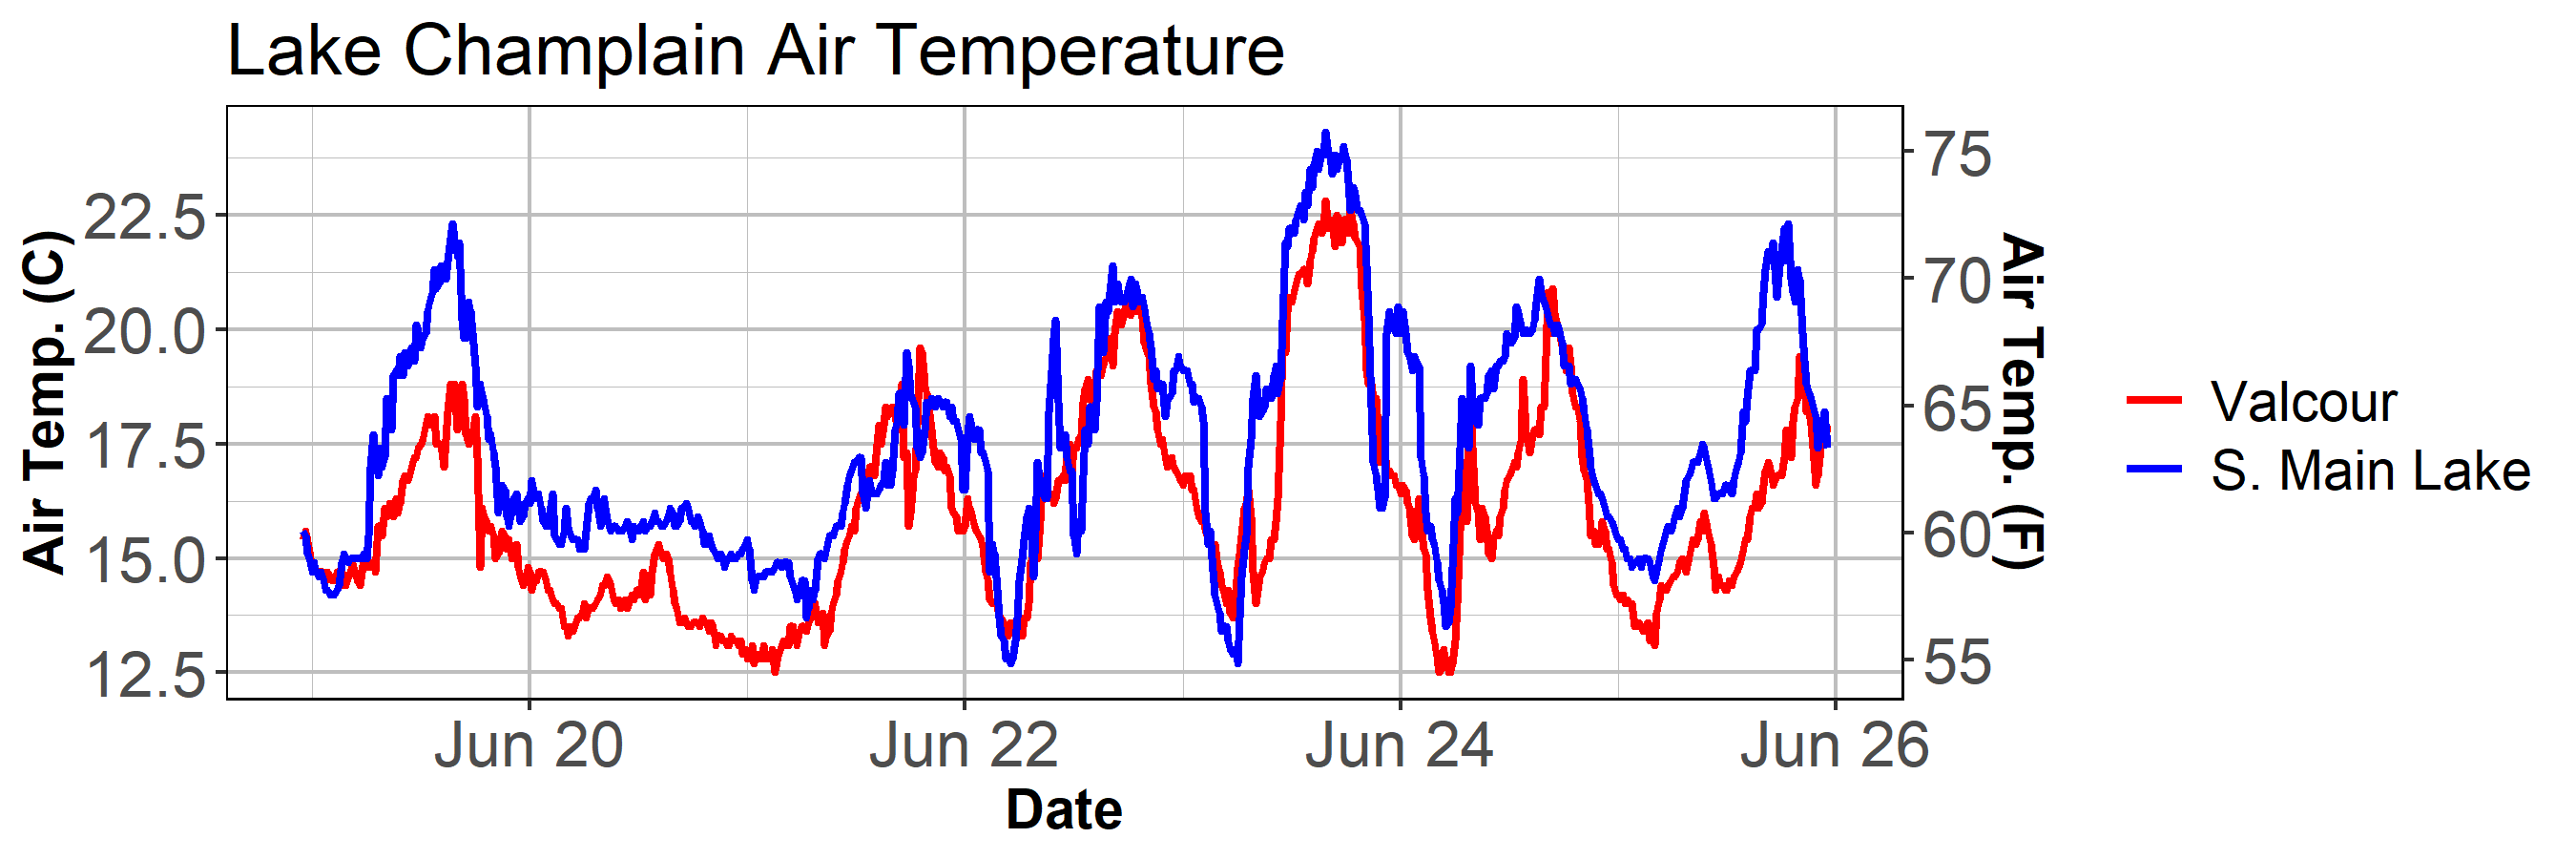 Lake Champlain Air Temperature
Air Temp. (C)
22.5
20.0
17.5
15.0
12.5
75
70
65
60
55
Air Temp. (F)
Jun 20
Jun 22
Jun 24
Jun 26
Date
Valcour
S. Main Lake